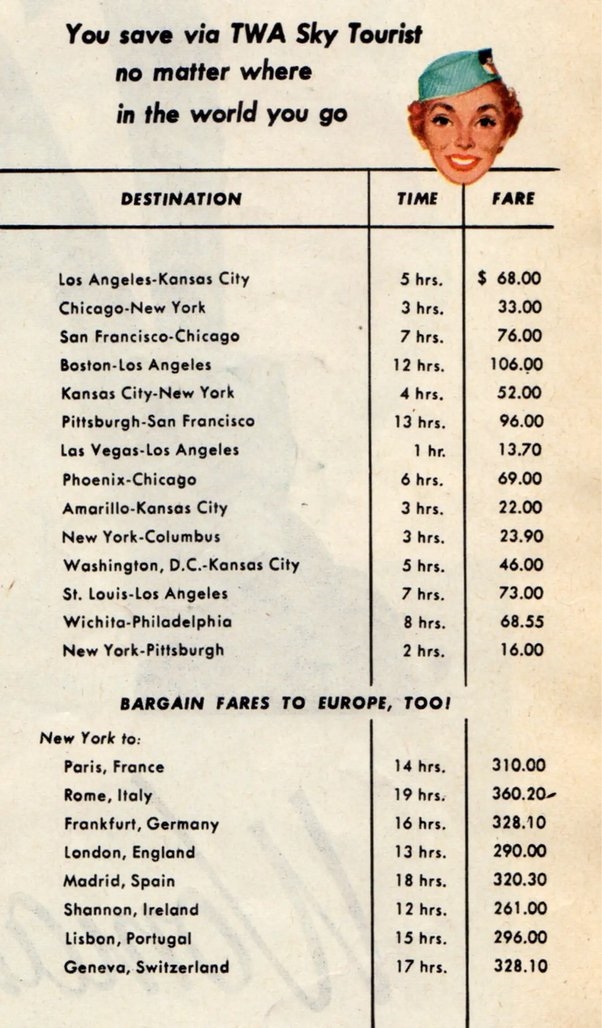 You save via TWA Sky Tourist
no matter where
in the world you go
DESTINATION TIME FARE
Los Angeles-Kansas City 5 hrs. $ 68.00
Chicago-New York 3 hrs. 33.00
San Francisco-Chicago 7 hrs. 76.00
Boston-Los Angeles 12 hrs. 106.00
Kansas City-New York 4 hrs. 52.00
Pittsburgh-San Francisco 13 hrs. 96.00
Las Vegas-Los Angeles 1 hr. 13.70
Phoenix-Chicago 6 hrs. 69.00
Amarillo-Kansas City 3 hrs. 22.00
New York-Columbus 3 hrs. 23.90
Washington, D.C.-Kansas City 5 hrs. 46.00
St. Louis-Los Angeles 7 hrs. 73.00
Wichita-Philadelphia 8 hrs. 68.55
New York-Pittsburgh 2 hrs. 16.00
BARGAIN FARES TO EUROPE, TOO!
New York to:
Paris, France 14 hrs. 310.00
Rome, Italy 19 hrs. 360.20
Frankfurt, Germany 16 hrs. 328.10
London, England 13 hrs. 290.00
Madrid, Spain 18 hrs. 320.30
Shannon, Ireland 12 hrs. 261.00
Lisbon, Portugal 15 hrs. 296.00
Geneva, Switzerland 17 hrs. 328.10